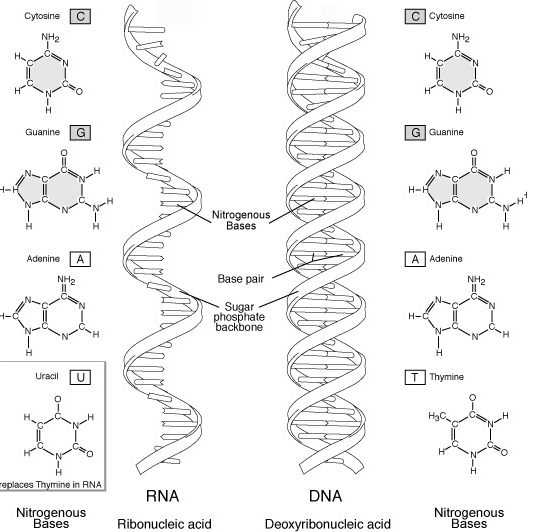 Cytosine C
NH₂
H C N
H C N C O
H
Guanine G
O
H N C C N H
H C N C N H
H H
Adenine A
NH₂
N C C N
H C N C N C H
H
Uracil U
O
H C C N H
H C N C O
H
replaces Thymine in RNA
Nitrogenous
Bases
RNA
Ribonucleic acid
Nitrogenous
Bases
Base pair
Sugar
phosphate
backbone
DNA
Deoxyribonucleic acid
C Cytosine
NH₂
H C C N
H C N C O
H
G Guanine
O
N C C N H
H C N C N C N H
H H
A Adenine
NH₂
N C C N
H C N C N C H
H
T Thymine
O
H₃C C C N H
H C N C O
H
Nitrogenous
Bases